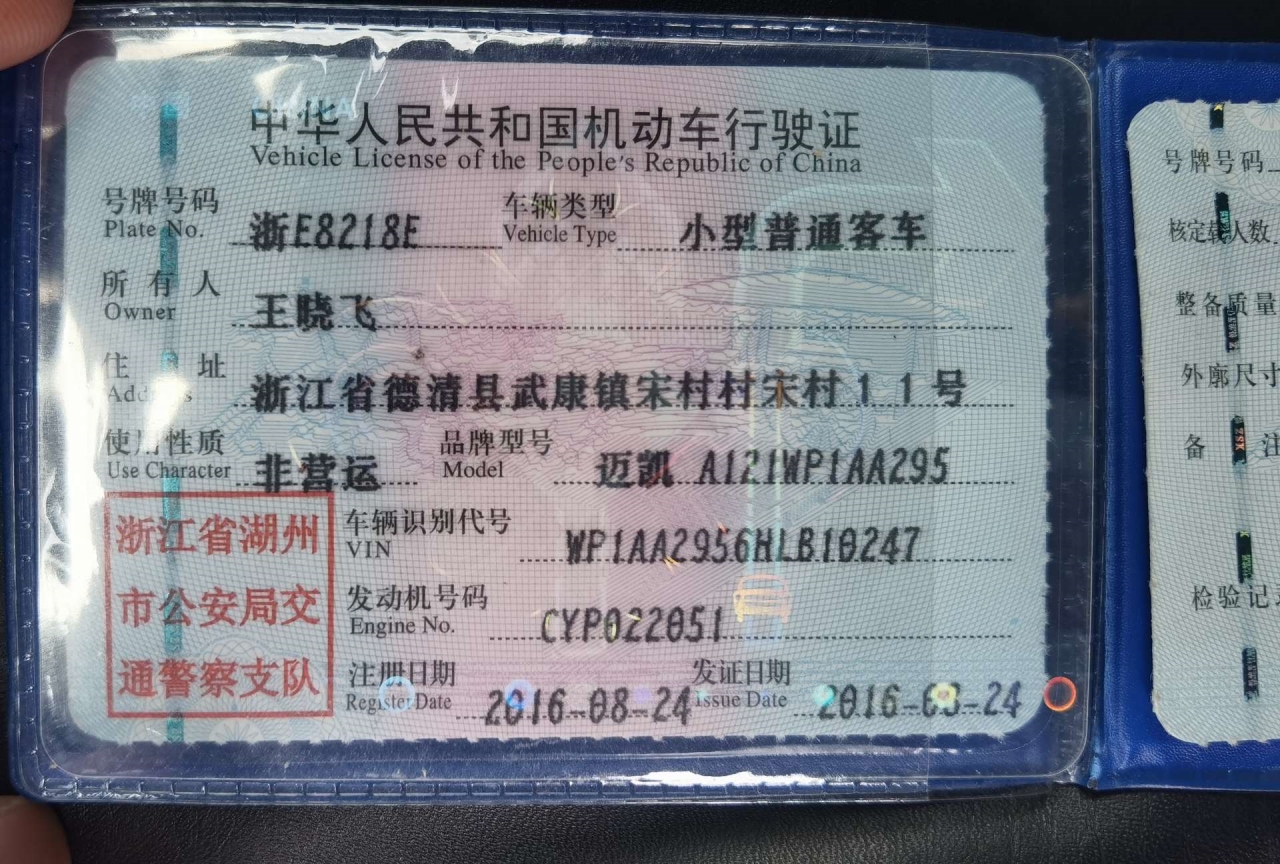 中华人民共和国机动车行驶证
Vehicle License of the People's Republic of China
号牌号码 浙E8218E 车辆类型 小型普通客车
Plate No. Vehicle Type
所有人 王晓飞
Owner
住址 浙江省德清县武康镇宋村村宋村11号
Address
使用性质 非营运 品牌型号 迈凯 A121WP1AA295
Use Character Model
浙江省湖州
市公安局交
通警察支队
车辆识别代号 WP1AA2956HLB10247
VIN
发动机号码 CYP022051
Engine No.
注册日期 2016-08-24 发证日期 2016-08-24
Register Date Issue Date
号牌号码
核定载人数
整备质量
外廓尺寸
备 注
检验记